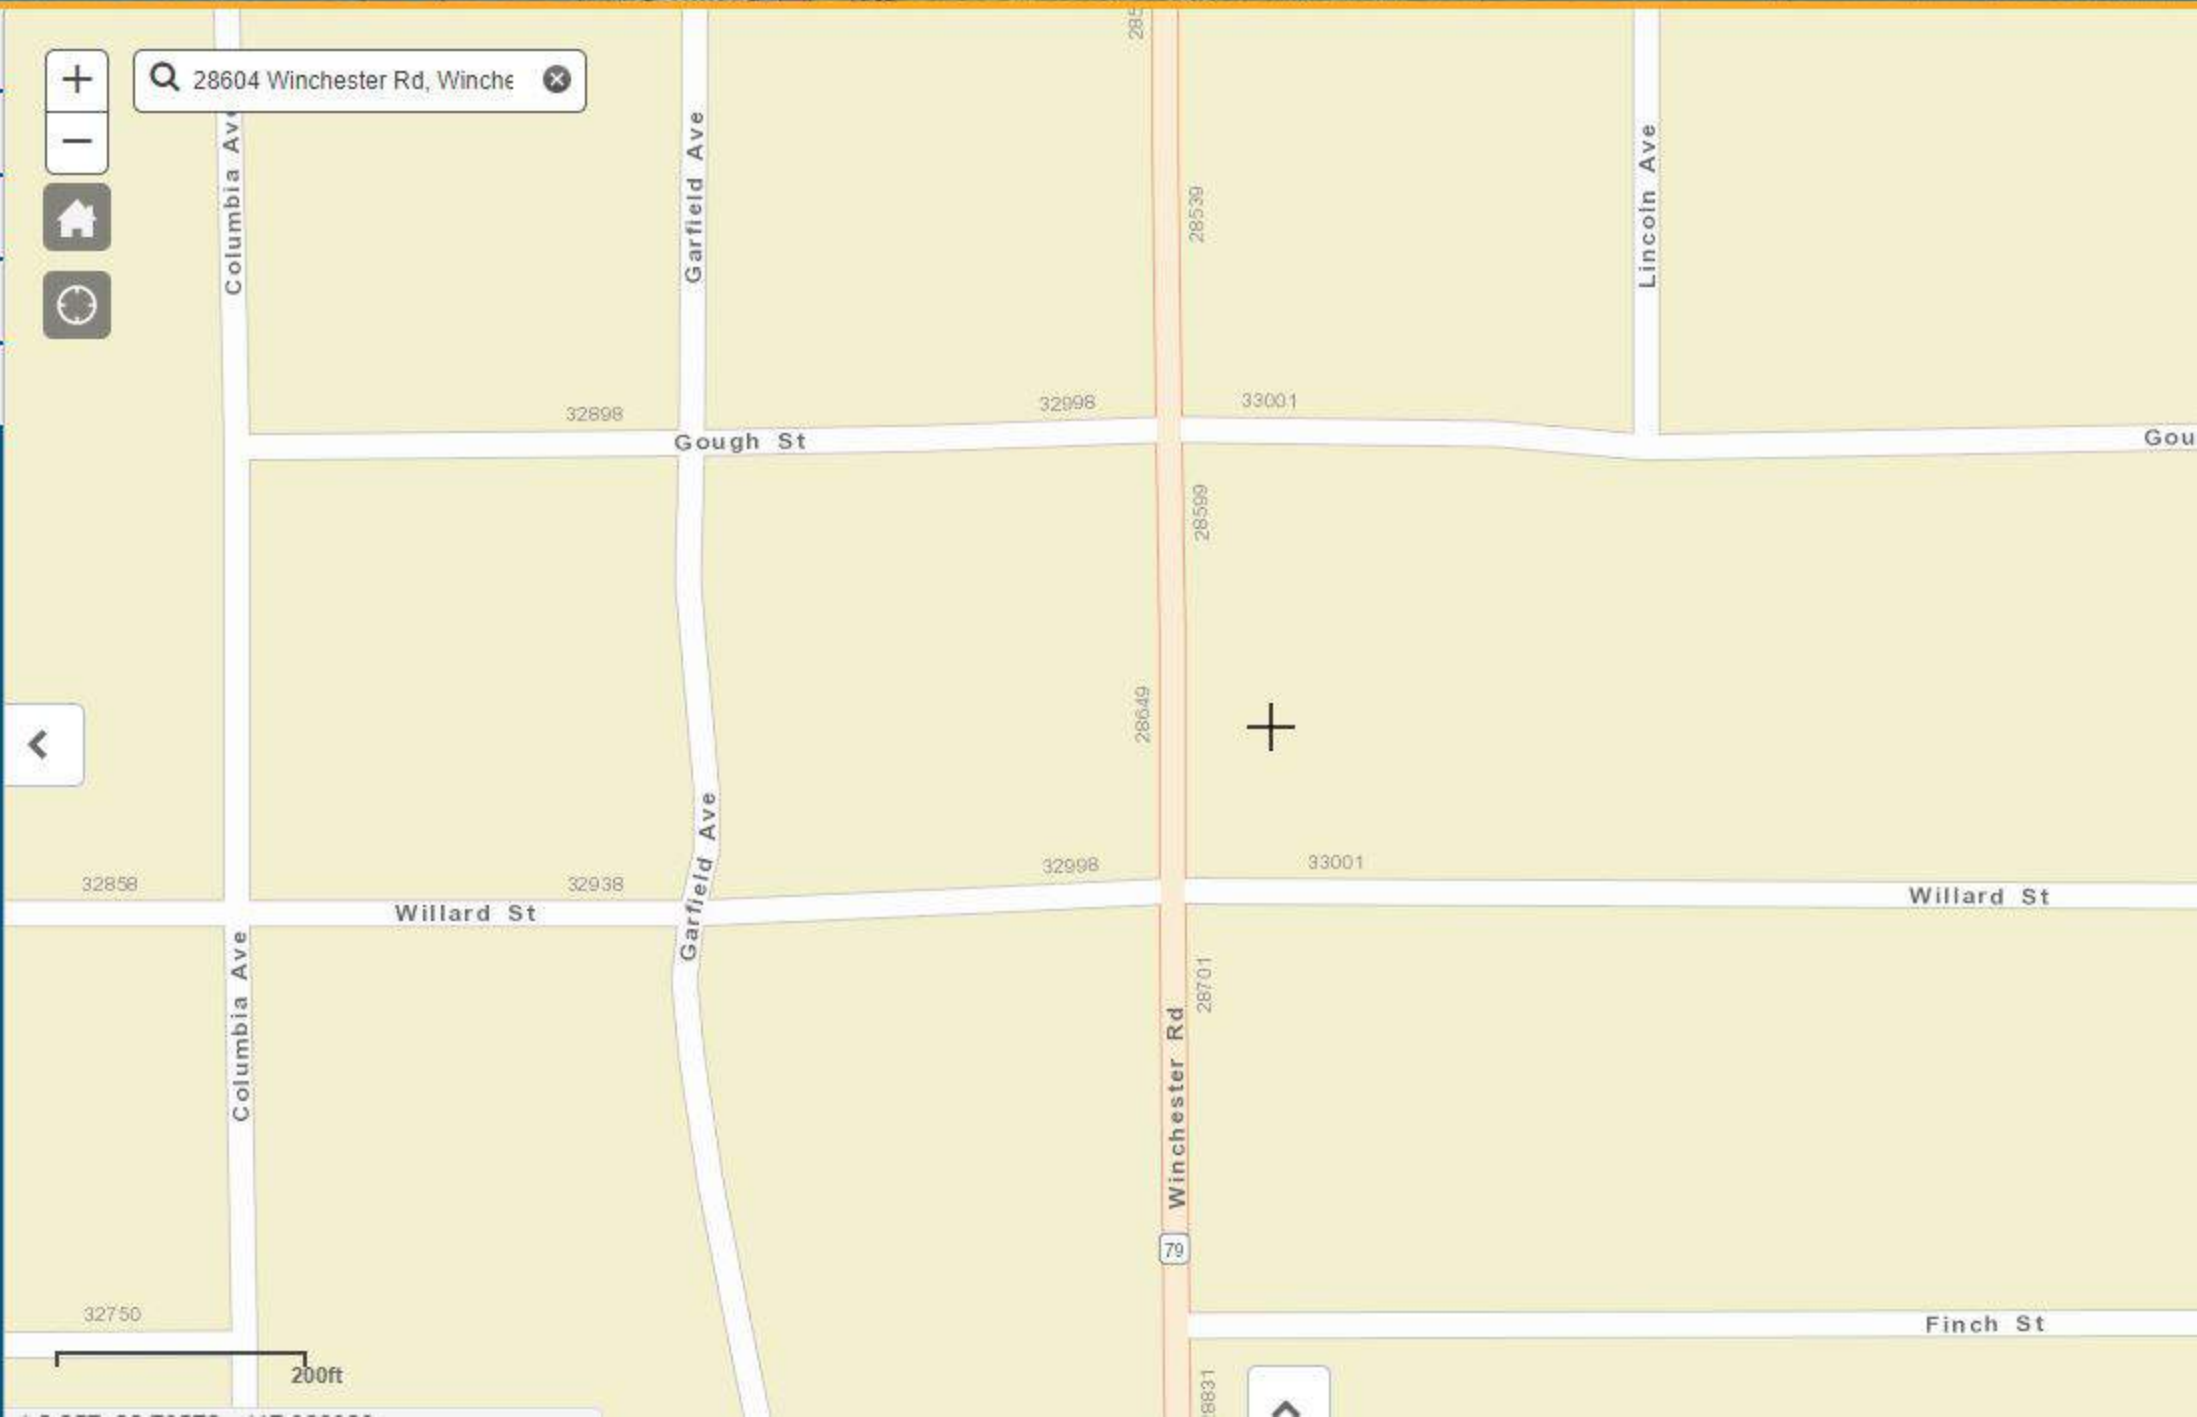 285
28604 Winchester Rd, Winche
Columbia Ave
Garfield Ave
Lincoln Ave
28539
32898
32998
33001
Gough St
Gou
28599
28649
32858
32938
32998
33001
Willard St
Willard St
Garfield Ave
Columbia Ave
28701
Winchester Rd
79
32750
Finch St
200ft
28831